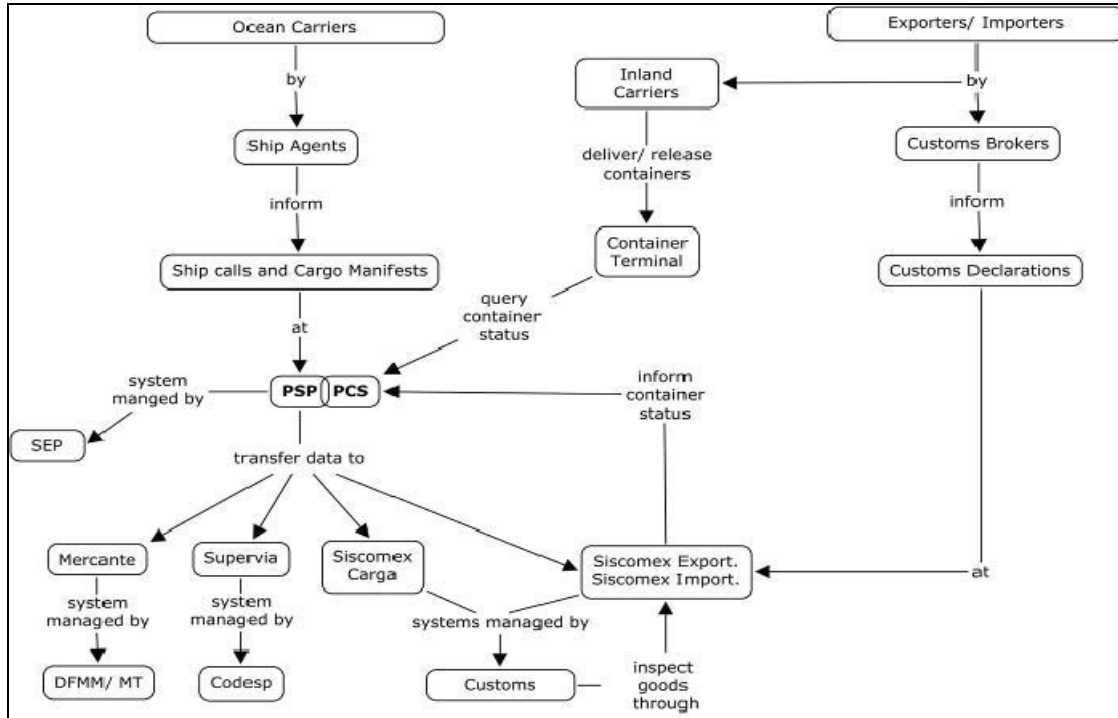 Ocean Carriers
Exporters/ Importers
by
Inland
Carriers
by
Ship Agents
deliver/ release
containers
Customs Brokers
inform
inform
Ship calls and Cargo Manifests
Container
Terminal
Customs Declarations
query
container
status
at
system
manged by
PSP PCS
inform
container
status
SEP
transfer data to
Mercante
Supervia
Siscomex
Carga
Siscomex Export.
Siscomex Import.
at
system
managed by
system
managed by
systems managed by
DFMM/ MT
Codesp
Customs
inspect
goods
through